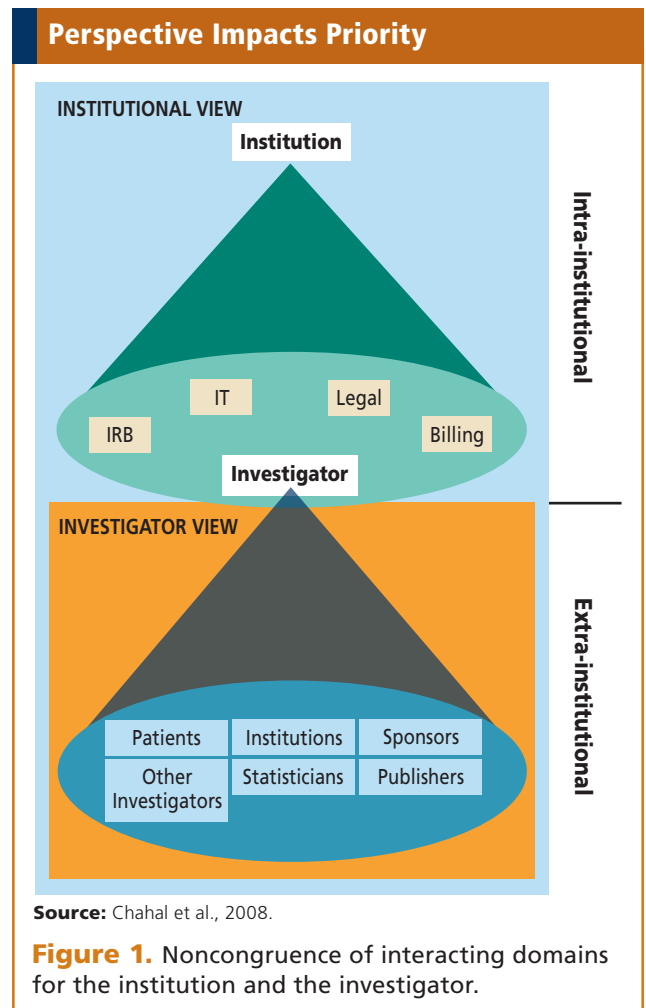 Perspective Impacts Priority
INSTITUTIONAL VIEW
Institution
Intra-institutional
IT
Legal
IRB
Billing
Investigator
INVESTIGATOR VIEW
Extra-institutional
Patients
Institutions
Sponsors
Other
Investigators
Statisticians
Publishers
Source: Chahal et al., 2008.
Figure 1. Noncongruence of interacting domains
for the institution and the investigator.